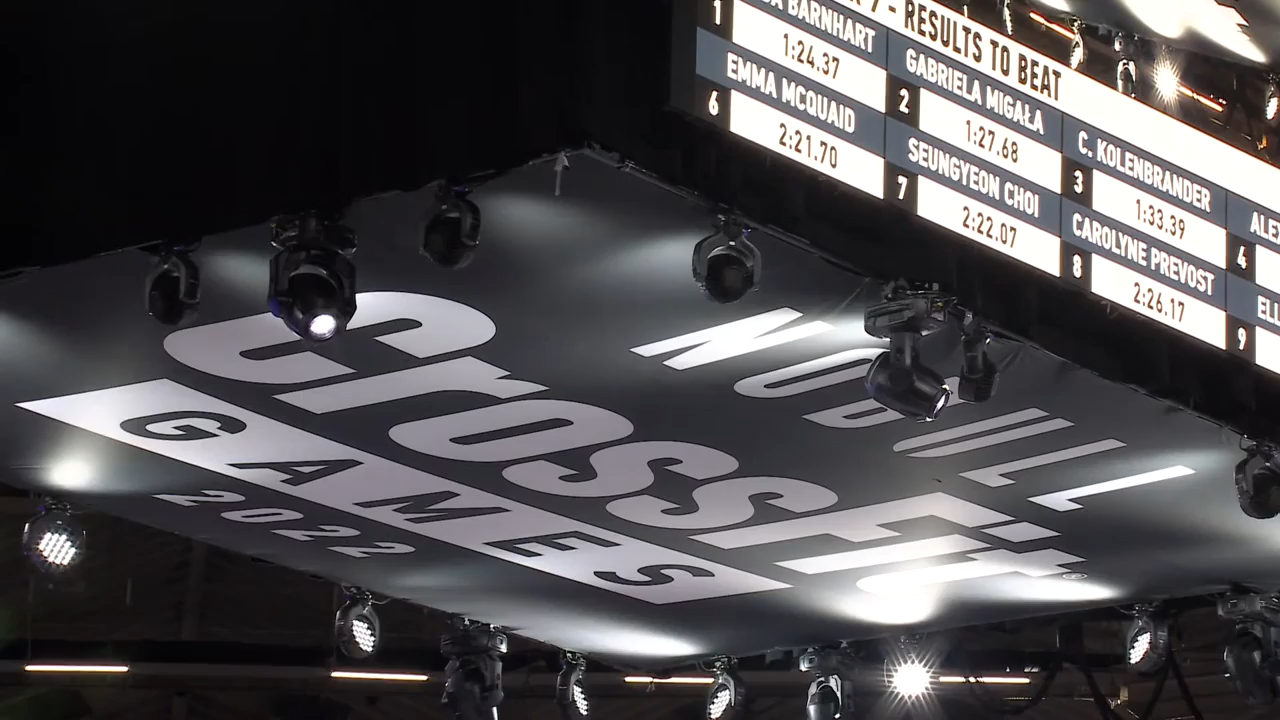 7 - RESULTS TO BEAT
1
BARNHART
1:24.37
2
GABRIELA MIGAŁA
1:27.68
3
C. KOLENBRANDER
1:33.39
4
6
EMMA MCQUAID
2:21.70
7
SEUNGYEON CHOI
2:22.07
8
CAROLYNE PREVOST
2:26.17
9
NOBULL
CrossFit®
GAMES
2022